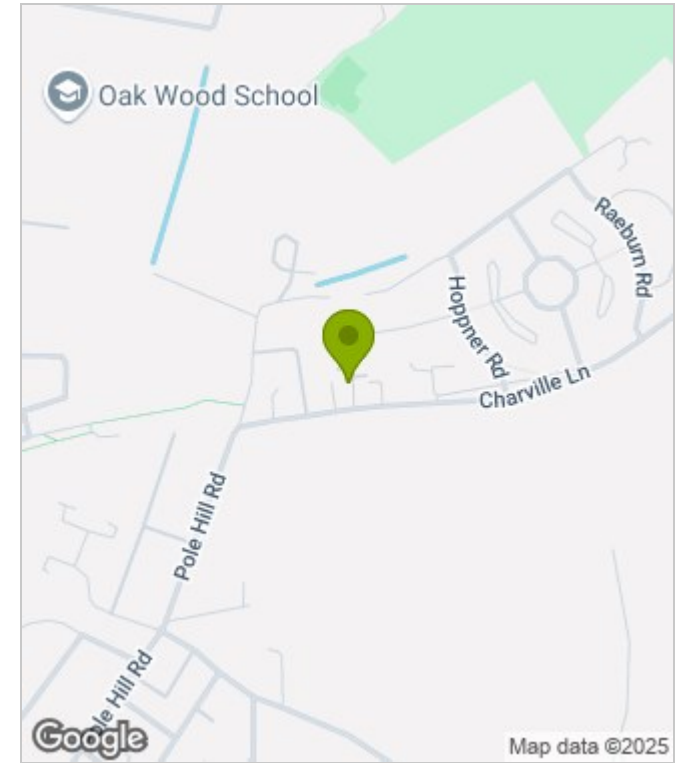 Oak Wood School
Raeburn Rd
Hoppner Rd
Charville Ln
Pole Hill Rd
Pole Hill Rd
Google
Map data ©2025